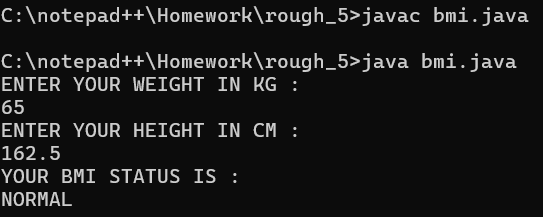 C:\notepad++\Homework\rough_5>javac bmi.java
C:\notepad++\Homework\rough_5>java bmi.java
ENTER YOUR WEIGHT IN KG :
65
ENTER YOUR HEIGHT IN CM :
162.5
YOUR BMI STATUS IS :
NORMAL